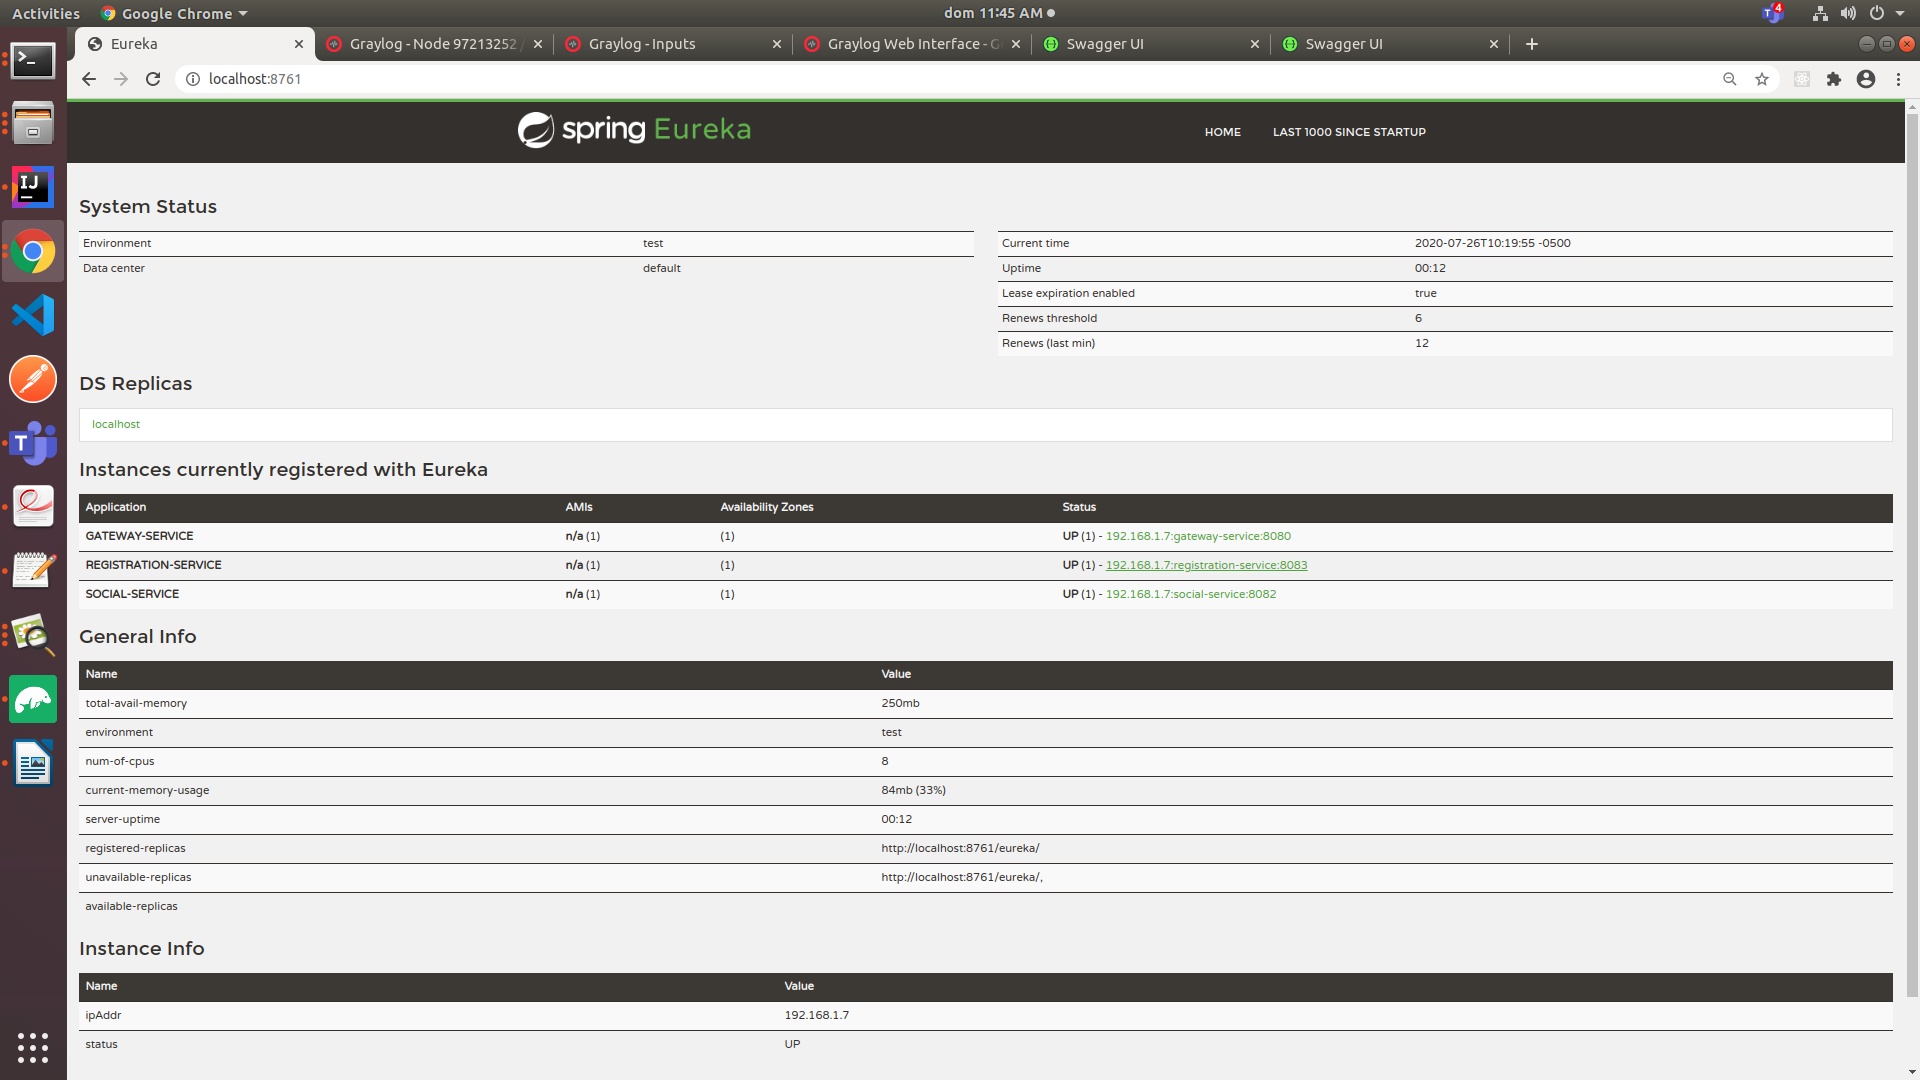 Activities Google Chrome dom 11:45 AM 4
Eureka Graylog - Node 97213252 Graylog - Inputs Graylog Web Interface - G Swagger UI Swagger UI
localhost:8761
spring Eureka HOME LAST 1000 SINCE STARTUP
System Status
Environment test
Data center default
Current time 2020-07-26T10:19:55 -0500
Uptime 00:12
Lease expiration enabled true
Renews threshold 6
Renews (last min) 12
DS Replicas
localhost
Instances currently registered with Eureka
Application AMIs Availability Zones Status
GATEWAY-SERVICE n/a (1) (1) UP (1) - 192.168.1.7:gateway-service:8080
REGISTRATION-SERVICE n/a (1) (1) UP (1) - 192.168.1.7:registration-service:8083
SOCIAL-SERVICE n/a (1) (1) UP (1) - 192.168.1.7:social-service:8082
General Info
Name Value
total-avail-memory 250mb
environment test
num-of-cpus 8
current-memory-usage 84mb (33%)
server-uptime 00:12
registered-replicas http://localhost:8761/eureka/
unavailable-replicas http://localhost:8761/eureka/,
available-replicas
Instance Info
Name Value
ipAddr 192.168.1.7
status UP